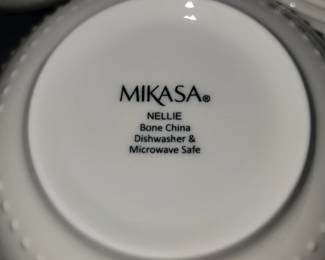 MIKASA®
NELLIE
Bone China
Dishwasher &
Microwave Safe